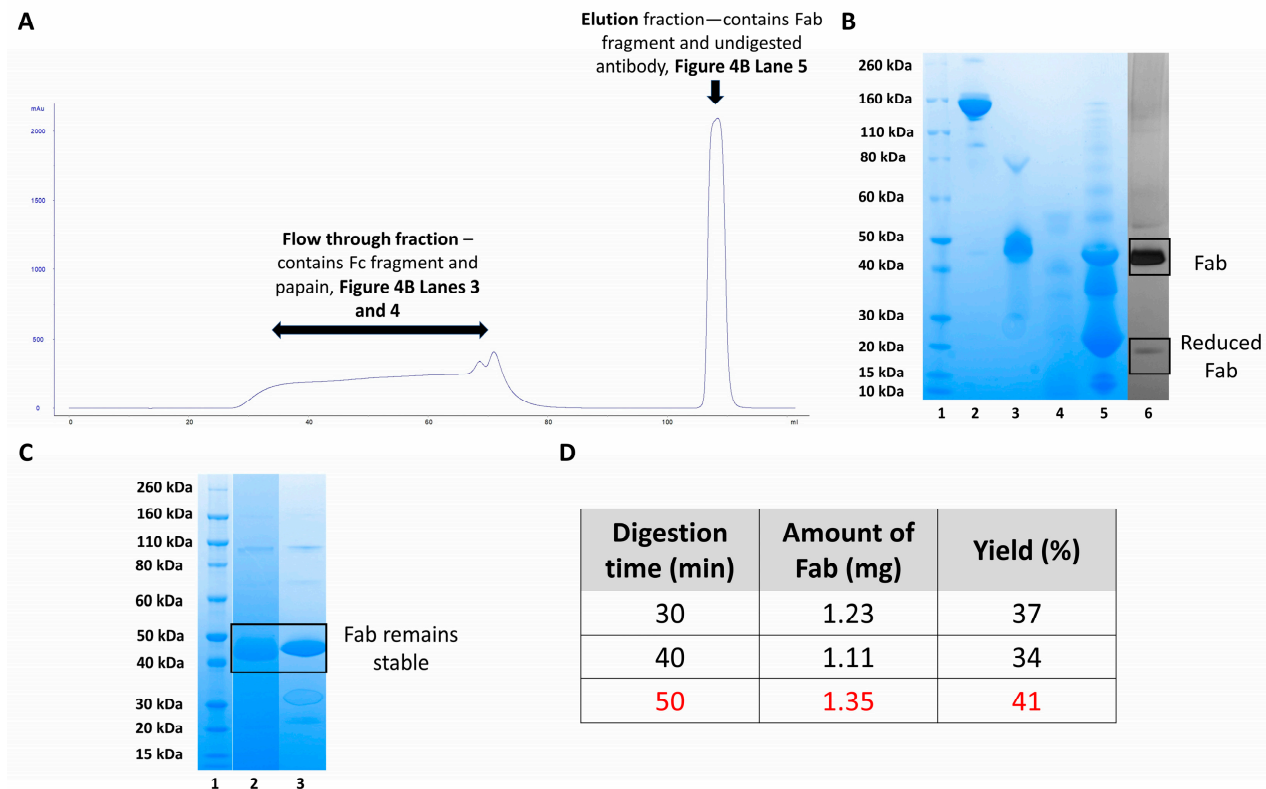 A
Elution fraction—contains Fab
fragment and undigested
antibody, Figure 4B Lane 5
mAu
2000
1500
1000
500
0
Flow through fraction –
contains Fc fragment and
papain, Figure 4B Lanes 3
and 4
0 20 40 60 80 100 ml
B
260 kDa
160 kDa
110 kDa
80 kDa
60 kDa
50 kDa
40 kDa
30 kDa
20 kDa
15 kDa
10 kDa
Fab
Reduced
Fab
1 2 3 4 5 6
C
260 kDa
160 kDa
110 kDa
80 kDa
60 kDa
50 kDa
40 kDa
30 kDa
20 kDa
15 kDa
Fab remains
stable
1 2 3
D
Digestion
time (min)
Amount of
Fab (mg)
Yield (%)
30 1.23 37
40 1.11 34
50 1.35 41